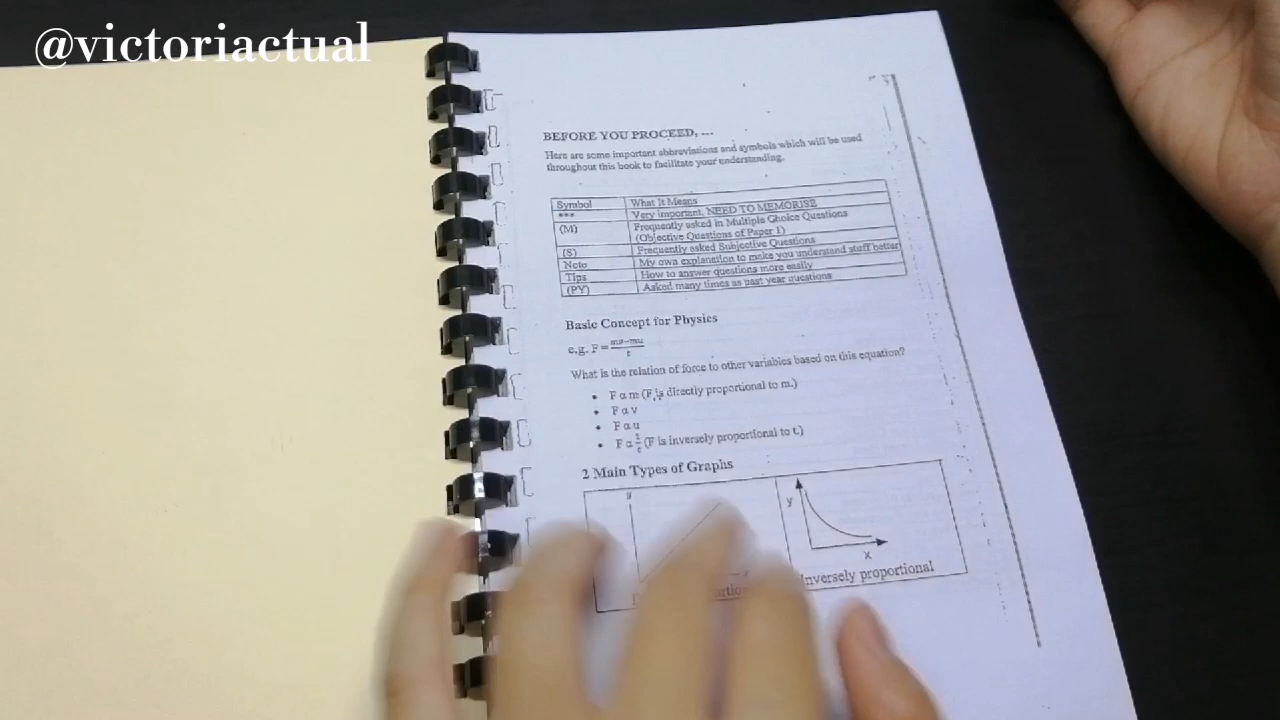 @victoriactual
BEFORE YOU PROCEED, ...
Here are some important abbreviations and symbols which will be used
throughout this book to facilitate your understanding.
Symbol What It Means
*** Very important, NEED TO MEMORISE
(M) Frequently asked in Multiple Choice Questions
(Objective Questions of Paper 1)
(S) Frequently asked Subjective Questions
Note My own explanation to make you understand stuff better
Tips How to answer questions more easily
(PY) Asked many times as past year questions
Basic Concept for Physics
e.g. F = mv−mu / t
What is the relation of force to other variables based on this equation?
• F α m (F is directly proportional to m.)
• F α v
• F α u
• F α 1/t (F is inversely proportional to t.)
2 Main Types of Graphs
y
y
x
Inversely proportional